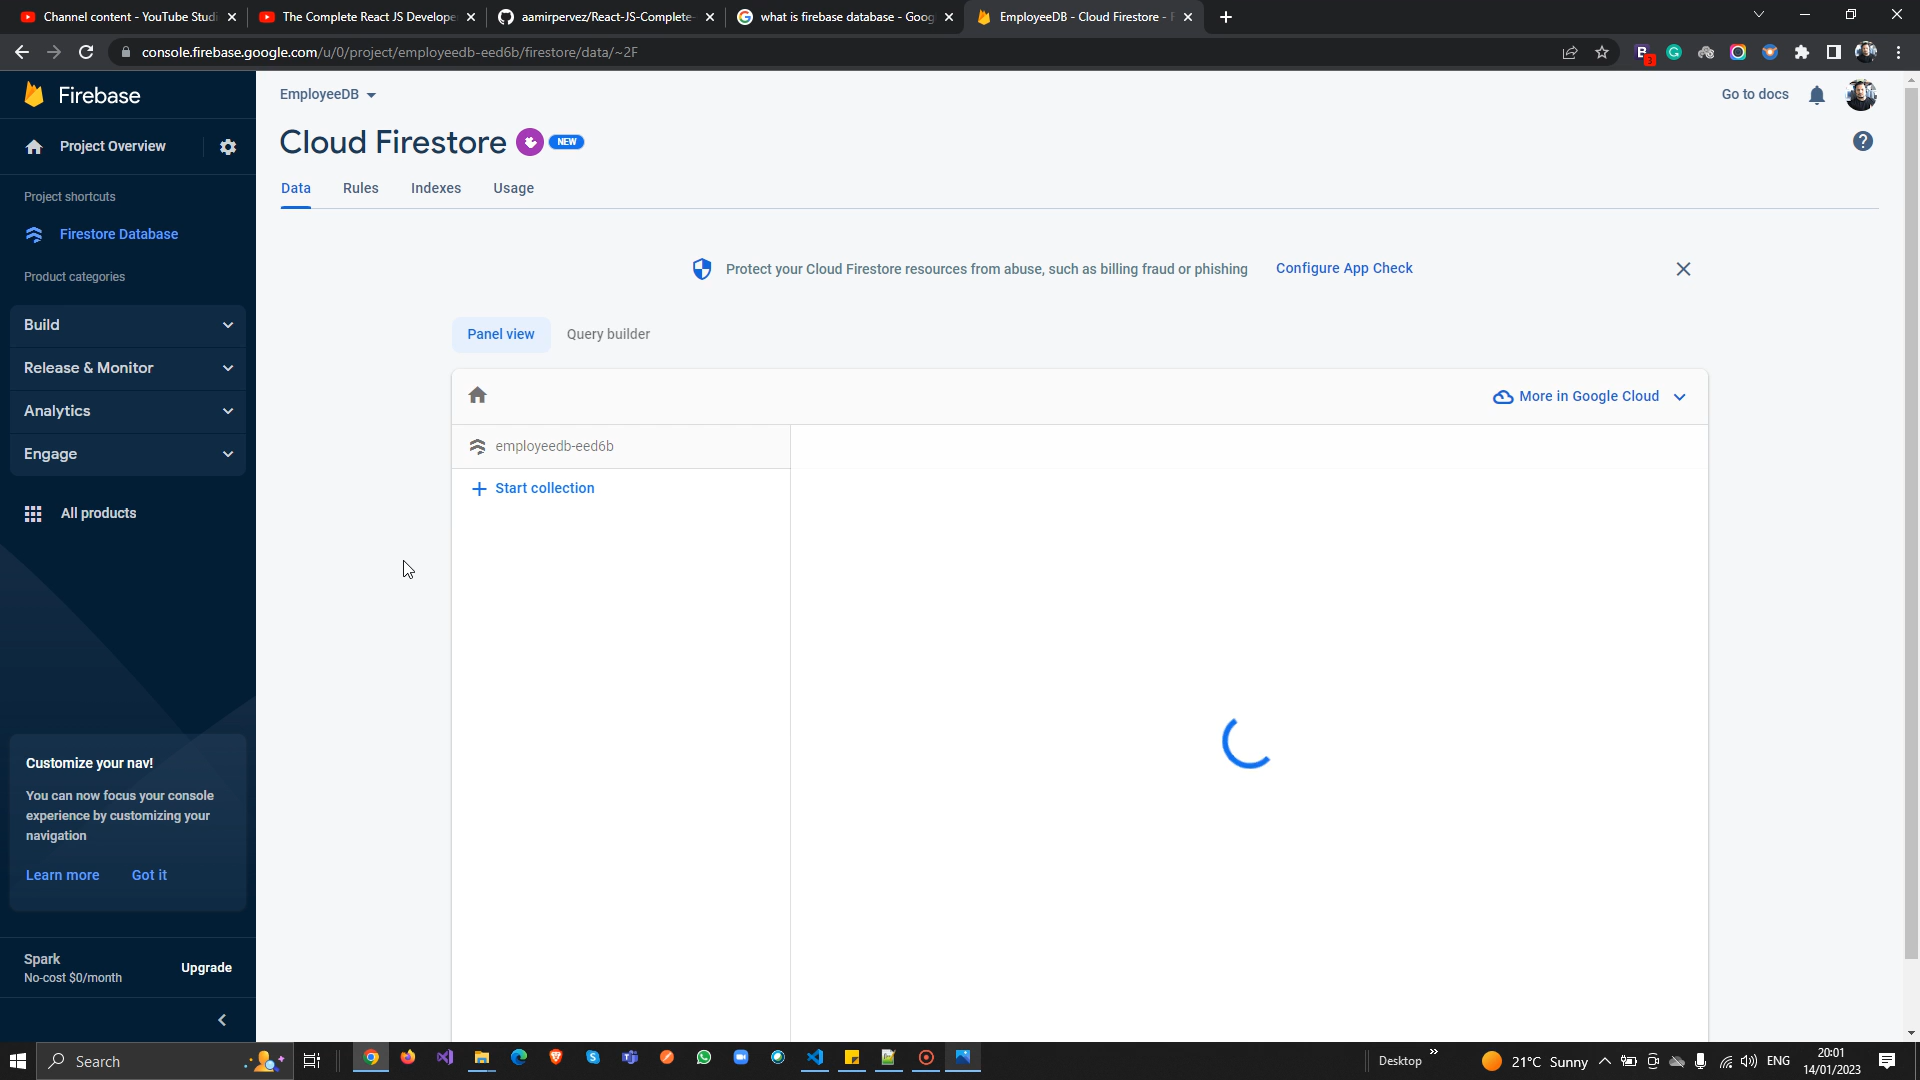 Channel content - YouTube Studi
The Complete React JS Develope
aamirpervez/React-JS-Complete-
what is firebase database - Goog
EmployeeDB - Cloud Firestore - F
console.firebase.google.com/u/0/project/employeedb-eed6b/firestore/data/~2F
3
Firebase
EmployeeDB
Go to docs
Project Overview
Cloud Firestore
NEW
?
Data
Rules
Indexes
Usage
Project shortcuts
Firestore Database
Product categories
Protect your Cloud Firestore resources from abuse, such as billing fraud or phishing
Configure App Check
Build
Panel view
Query builder
Release & Monitor
More in Google Cloud
Analytics
employeedb-eed6b
Engage
+ Start collection
All products
Customize your nav!
You can now focus your console
experience by customizing your
navigation
Learn more
Got it
Spark
No-cost $0/month
Upgrade
Search
Desktop
21°C Sunny
ENG
20:01
14/01/2023